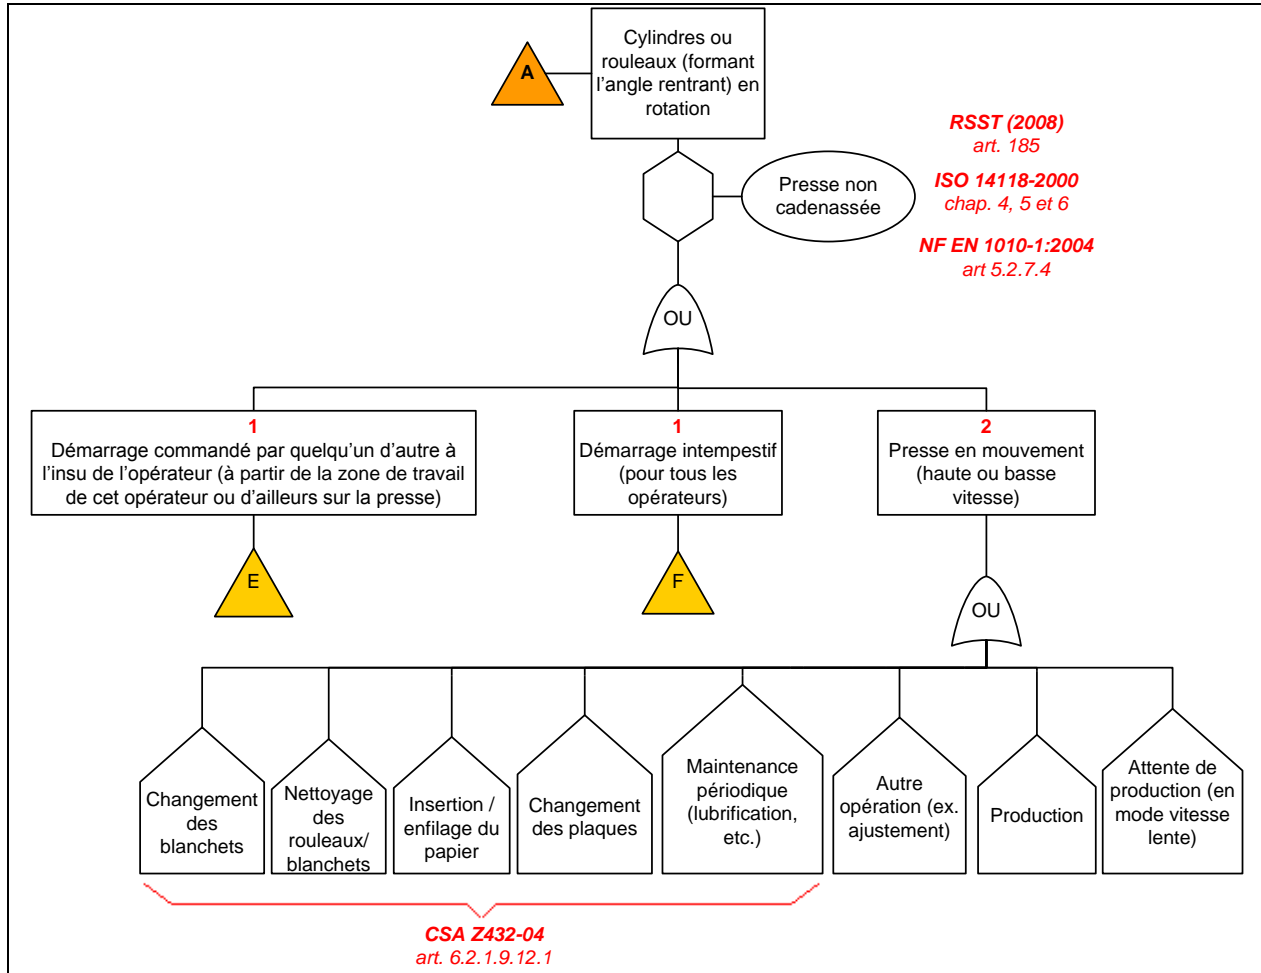 Cylindres ou
rouleaux (formant
l'angle rentrant) en
rotation
A
RSST (2008)
art. 185
ISO 14118-2000
chap. 4, 5 et 6
NF EN 1010-1:2004
art 5.2.7.4
Presse non
cadenassée
OU
1
Démarrage commandé par quelqu'un d'autre à
l'insu de l'opérateur (à partir de la zone de travail
de cet opérateur ou d'ailleurs sur la presse)
1
Démarrage intempestif
(pour tous les
opérateurs)
2
Presse en mouvement
(haute ou basse
vitesse)
E
F
OU
Changement
des
blanchets
Nettoyage
des
rouleaux/
blanchets
Insertion /
enfilage du
papier
Changement
des plaques
Maintenance
périodique
(lubrification,
etc.)
Autre
opération (ex.
ajustement)
Production
Attente de
production (en
mode vitesse
lente)
CSA Z432-04
art. 6.2.1.9.12.1